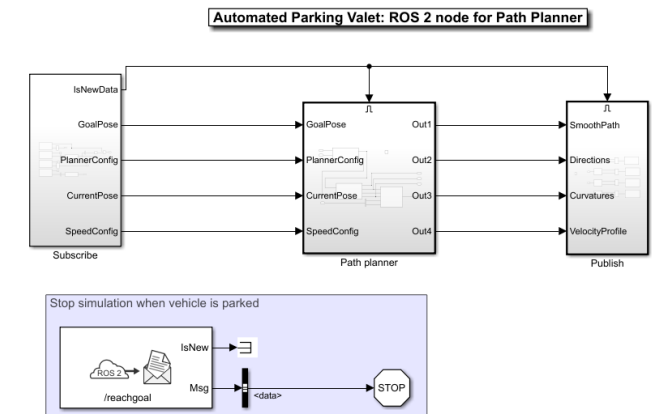 Automated Parking Valet: ROS 2 node for Path Planner
IsNewData
GoalPose
PlannerConfig
CurrentPose
SpeedConfig
Subscribe
GoalPose
PlannerConfig
CurrentPose
SpeedConfig
Out1
Out2
Out3
Out4
Path planner
SmoothPath
Directions
Curvatures
VelocityProfile
Publish
Stop simulation when vehicle is parked
ROS 2
/reachgoal
IsNew
Msg
<data>
STOP